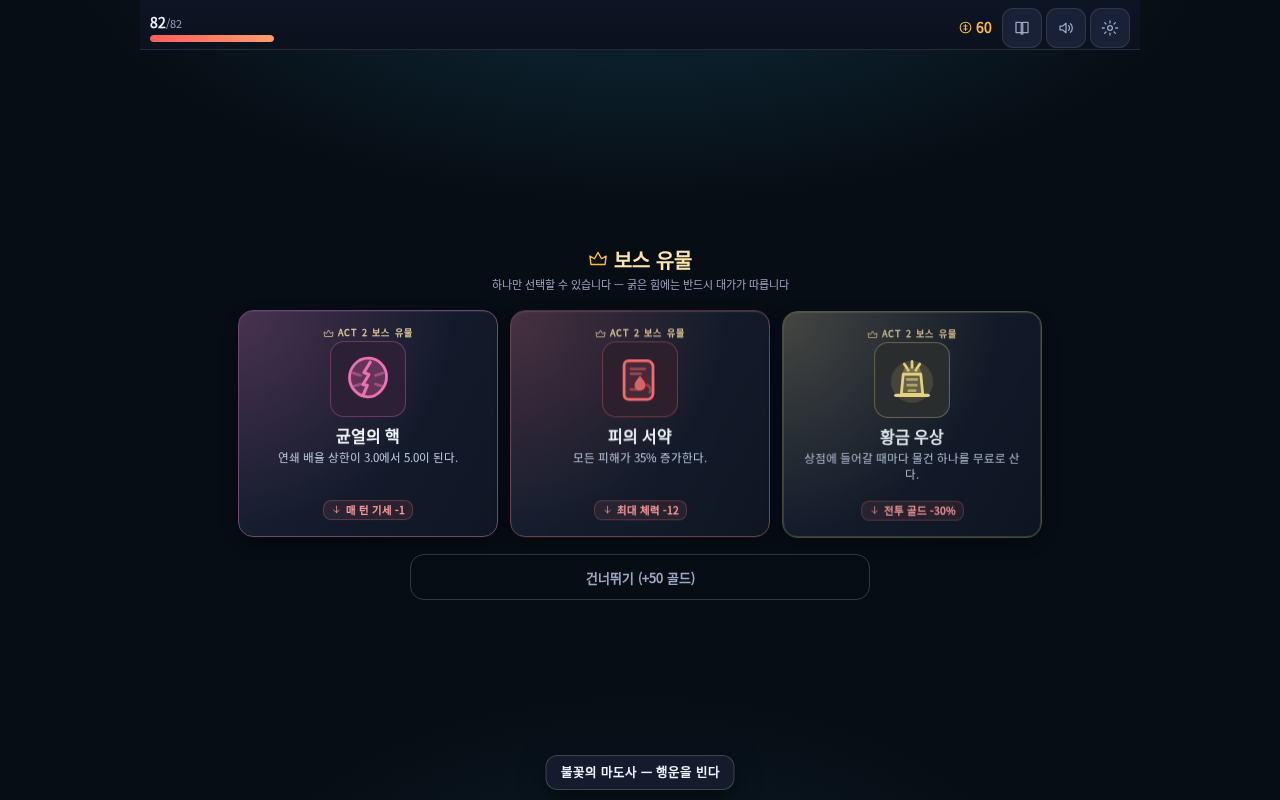 82/82
60
보스 유물
하나만 선택할 수 있습니다 — 굵은 힘에는 반드시 대가가 따릅니다
ACT 2 보스 유물
균열의 핵
연쇄 배율 상한이 3.0에서 5.0이 된다.
↓ 매 턴 기세 -1
ACT 2 보스 유물
피의 서약
모든 피해가 35% 증가한다.
↓ 최대 체력 -12
ACT 2 보스 유물
황금 우상
상점에 들어갈 때마다 물건 하나를 무료로 산
다.
↓ 전투 골드 -30%
건너뛰기 (+50 골드)
불꽃의 마도사 — 행운을 빈다